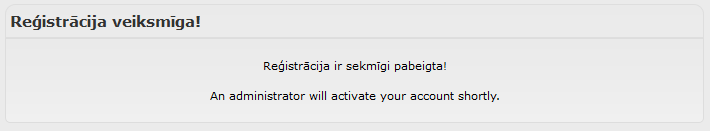 Reģistrācija veiksmīga!
Reģistrācija ir sekmīgi pabeigta!
An administrator will activate your account shortly.